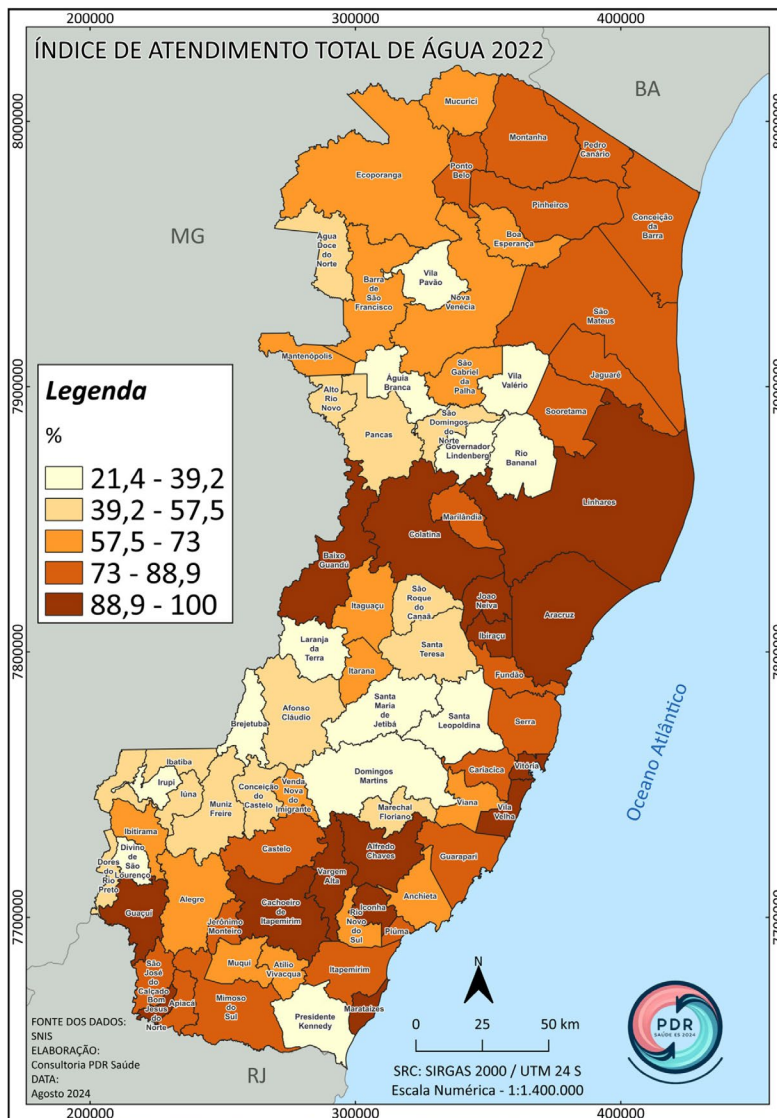 200000
300000
400000
ÍNDICE DE ATENDIMENTO TOTAL DE ÁGUA 2022
BA
MG
8000000
8000000
7900000
7900000
7800000
7800000
7700000
7700000
Mucurici
Montanha
Pedro
Canário
Ponto
Belo
Ecoporanga
Pinheiros
Conceição
da
Barra
Água
Doce do
Norte
Boa
Esperança
Vila
Pavão
Barra
de São
Francisco
Nova
Venécia
São
Mateus
Mantenópolis
Águia
Branca
São
Gabriel
da Palha
Vila
Valério
Jaguaré
Sooretama
Alto
Rio
Novo
Pancas
São
Domingos
do Norte
Governador
Lindenberg
Rio
Bananal
Linhares
Legenda
%
21,4 - 39,2
39,2 - 57,5
57,5 - 73
73 - 88,9
88,9 - 100
Marilândia
Colatina
Baixo
Guandú
João
Neiva
Aracruz
Ibiraçu
São
Roque
do
Canaã
Itaguaçu
Laranja
da
Terra
Santa
Teresa
Itarana
Fundão
Santa
Maria
de
Jetibá
Santa
Leopoldina
Serra
Afonso
Cláudio
Brejetuba
Oceano Atlântico
Ibatiba
Irupi
Iúna
Muniz
Freire
Conceição
do
Castelo
Venda
Nova do
Imigrante
Domingos
Martins
Cariacica
Vitória
Viana
Vila
Velha
Marechal
Floriano
Ibitirama
Divino
de São
Lourenço
Dores
do Rio
Preto
Castelo
Alfredo
Chaves
Vargem
Alta
Guarapari
Alegre
Guaçuí
Cachoeiro
de
Itapemirim
Iconha
Rio
Novo
do Sul
Anchieta
Jerônimo
Monteiro
Piúma
São
José
do
Calçado
Bom
Jesus
do Norte
Apiacá
Muqui
Atílio
Vivacqua
Itapemirim
Mimoso
do
Sul
Presidente
Kennedy
Marataízes
N
0 25 50 km
SRC: SIRGAS 2000 / UTM 24 S
Escala Numérica - 1:1.400.000
PDR
SAÚDE ES 2024
FONTE DOS DADOS:
SNIS
ELABORAÇÃO:
Consultoria PDR Saúde
DATA:
Agosto 2024
RJ
200000
300000
400000